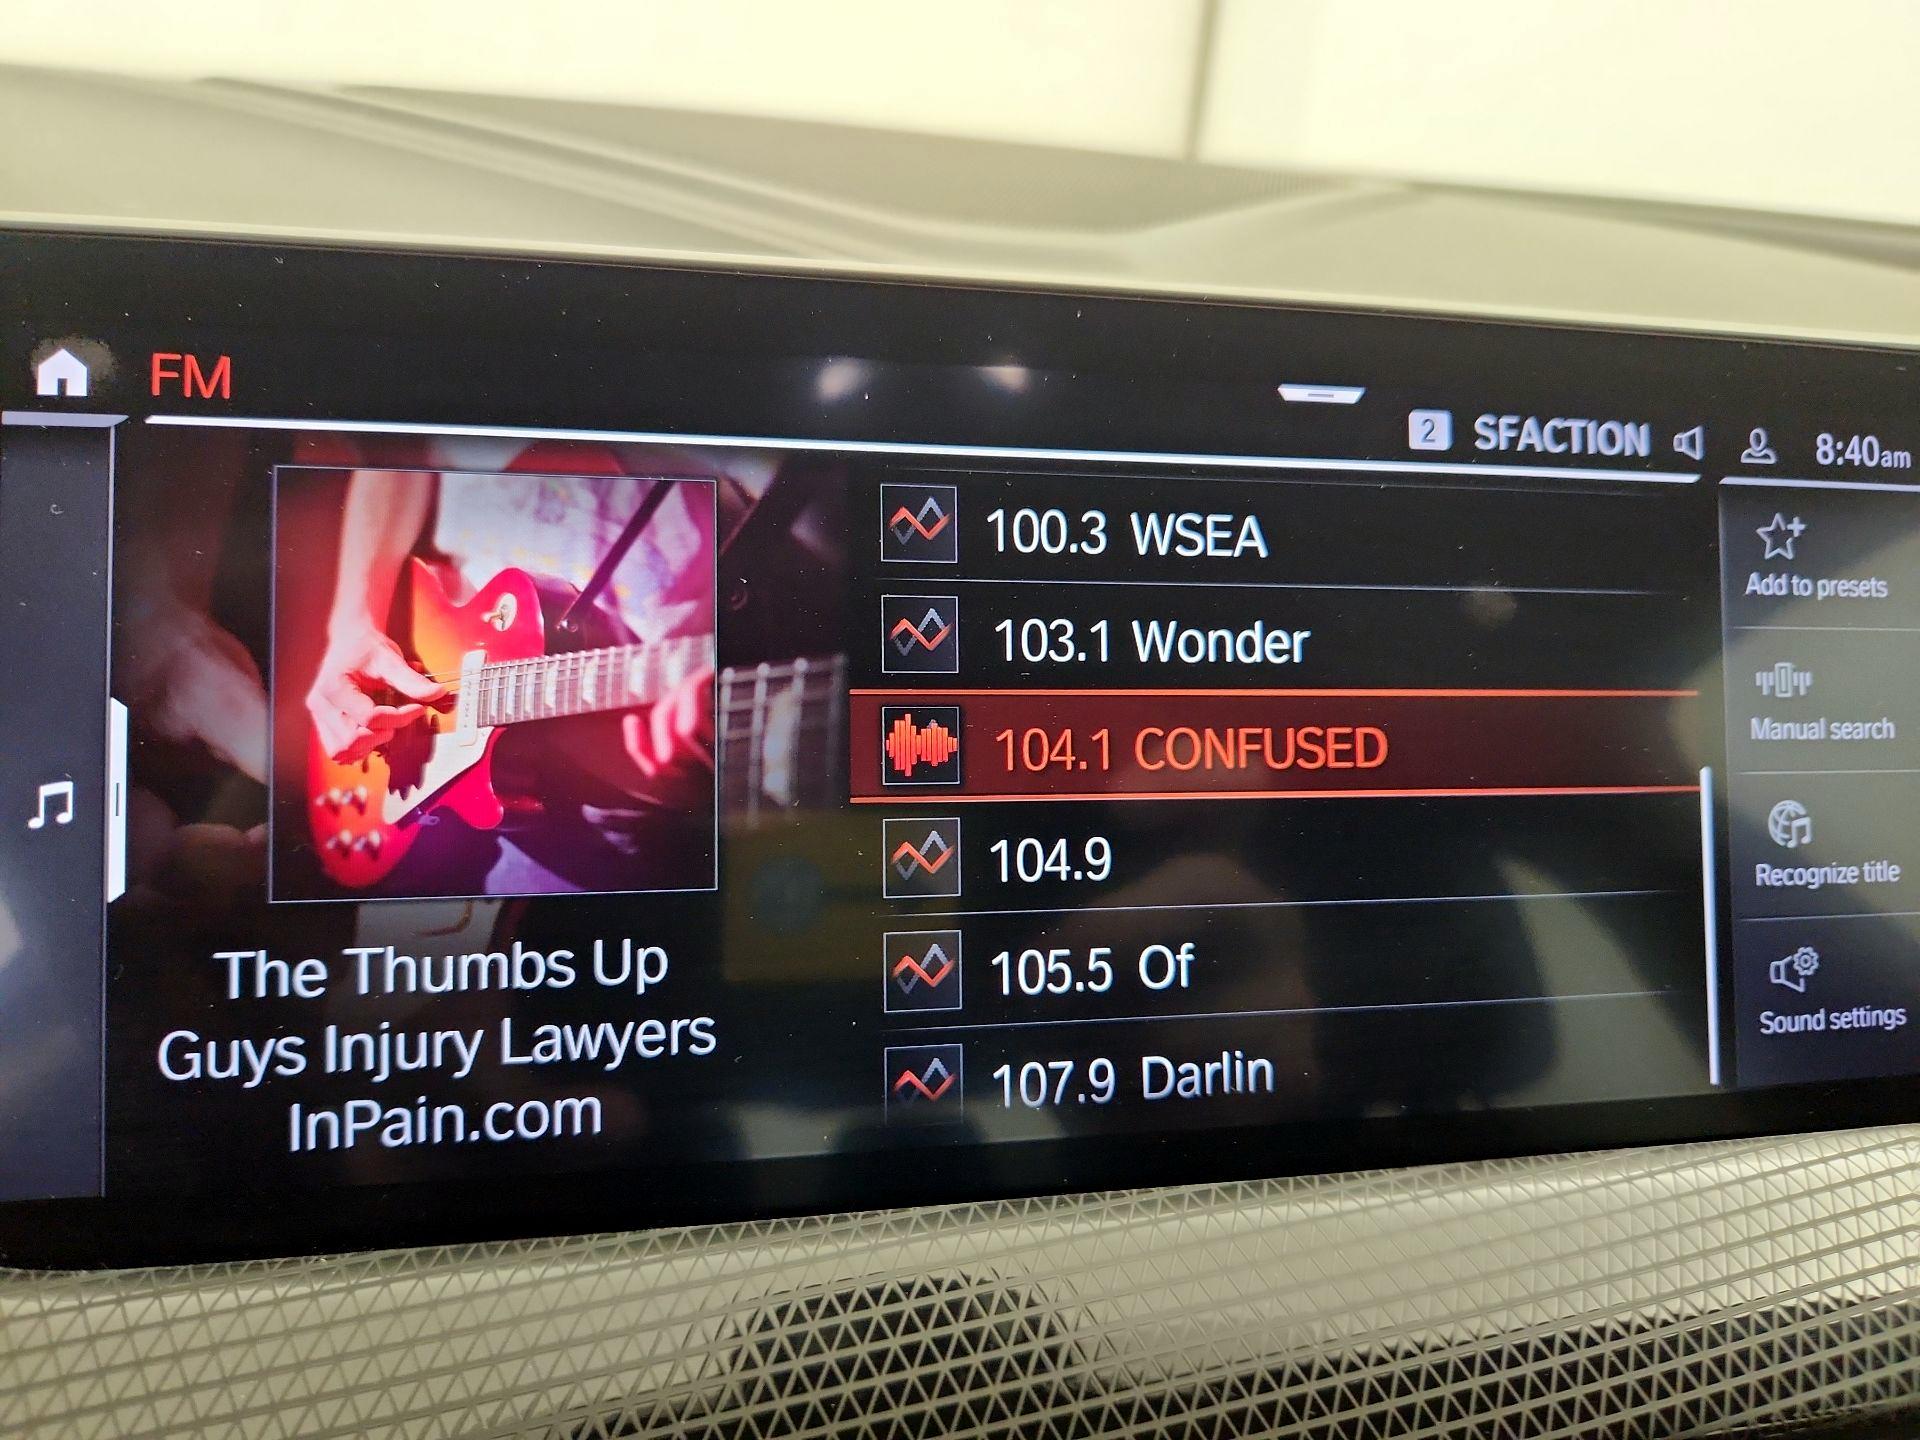 FM
2 SFACTION
8:40am
100.3 WSEA
103.1 Wonder
104.1 CONFUSED
104.9
105.5 Of
107.9 Darlin
The Thumbs Up
Guys Injury Lawyers
InPain.com
Add to presets
Manual search
Recognize title
Sound settings